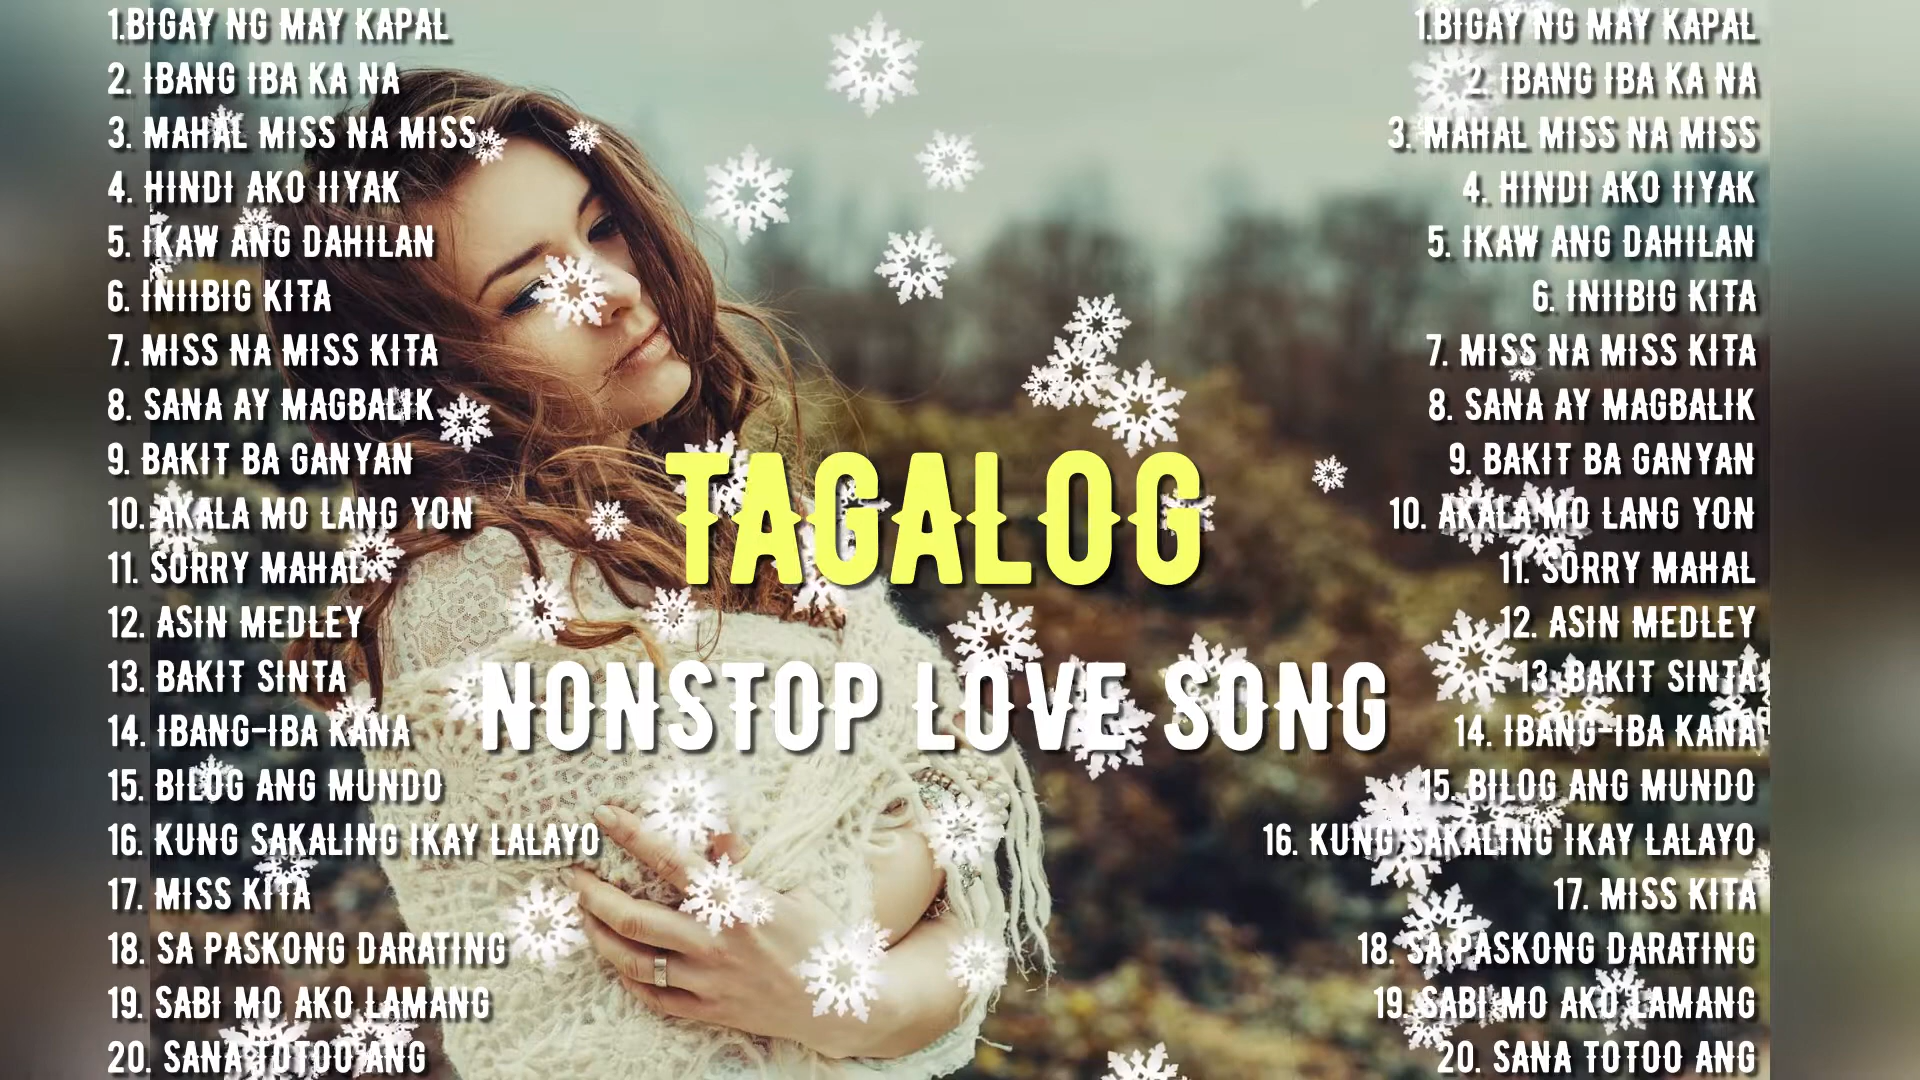 1.BIGAY NG MAY KAPAL
2. IBANG IBA KA NA
3. MAHAL MISS NA MISS
4. HINDI AKO IIYAK
5. IKAW ANG DAHILAN
6. INIIBIG KITA
7. MISS NA MISS KITA
8. SANA AY MAGBALIK
9. BAKIT BA GANYAN
10. AKALA MO LANG YON
11. SORRY MAHAL
12. ASIN MEDLEY
13. BAKIT SINTA
14. IBANG-IBA KANA
15. BILOG ANG MUNDO
16. KUNG SAKALING IKAY LALAYO
17. MISS KITA
18. SA PASKONG DARATING
19. SABI MO AKO LAMANG
20. SANA TOTOO ANG
TAGALOG
NONSTOP LOVE SONG
1.BIGAY NG MAY KAPAL
2. IBANG IBA KA NA
3. MAHAL MISS NA MISS
4. HINDI AKO IIYAK
5. IKAW ANG DAHILAN
6. INIIBIG KITA
7. MISS NA MISS KITA
8. SANA AY MAGBALIK
9. BAKIT BA GANYAN
10. AKALA MO LANG YON
11. SORRY MAHAL
12. ASIN MEDLEY
13. BAKIT SINTA
14. IBANG-IBA KANA
15. BILOG ANG MUNDO
16. KUNG SAKALING IKAY LALAYO
17. MISS KITA
18. SA PASKONG DARATING
19. SABI MO AKO LAMANG
20. SANA TOTOO ANG